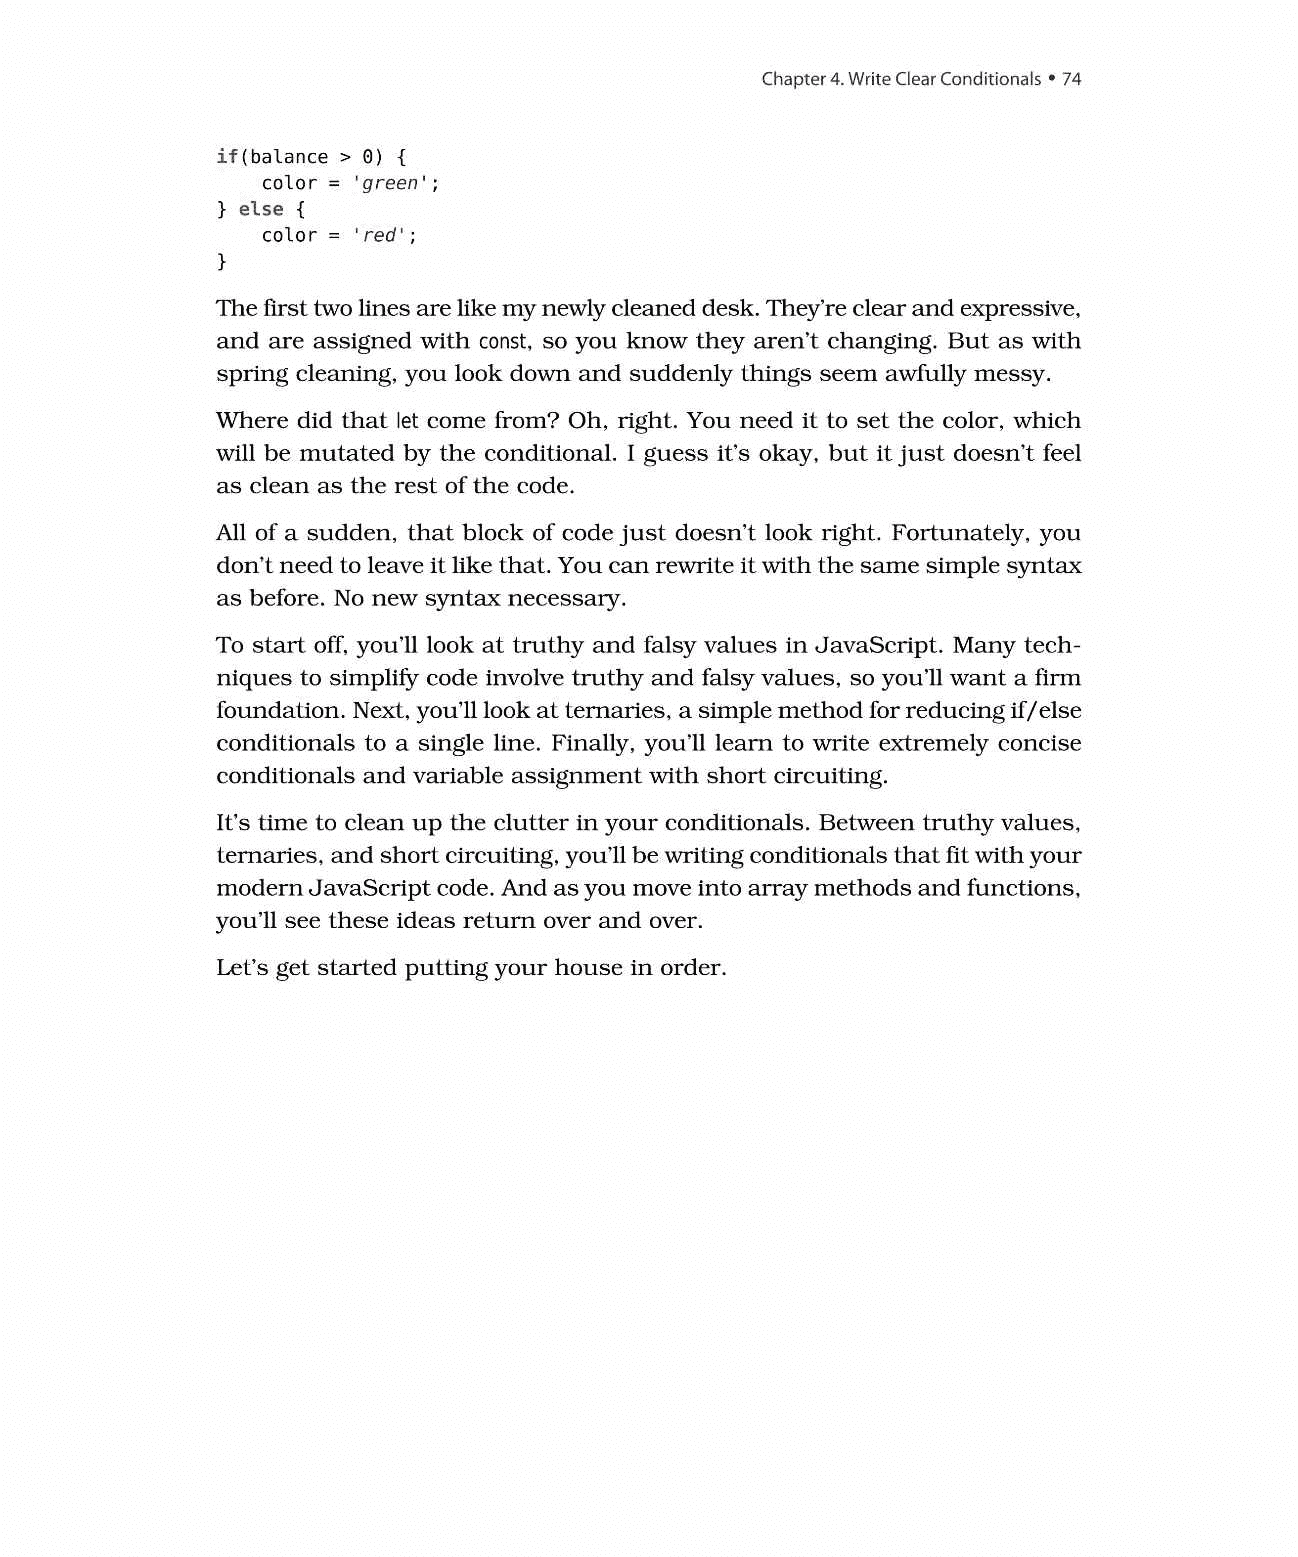 Chapter 4. Write Clear Conditionals • 74
if(balance > 0) {
    color = 'green';
} else {
    color = 'red';
}
The first two lines are like my newly cleaned desk. They're clear and expressive,
and are assigned with const, so you know they aren't changing. But as with
spring cleaning, you look down and suddenly things seem awfully messy.
Where did that let come from? Oh, right. You need it to set the color, which
will be mutated by the conditional. I guess it's okay, but it just doesn't feel
as clean as the rest of the code.
All of a sudden, that block of code just doesn't look right. Fortunately, you
don't need to leave it like that. You can rewrite it with the same simple syntax
as before. No new syntax necessary.
To start off, you'll look at truthy and falsy values in JavaScript. Many tech-
niques to simplify code involve truthy and falsy values, so you'll want a firm
foundation. Next, you'll look at ternaries, a simple method for reducing if/else
conditionals to a single line. Finally, you'll learn to write extremely concise
conditionals and variable assignment with short circuiting.
It's time to clean up the clutter in your conditionals. Between truthy values,
ternaries, and short circuiting, you'll be writing conditionals that fit with your
modern JavaScript code. And as you move into array methods and functions,
you'll see these ideas return over and over.
Let's get started putting your house in order.